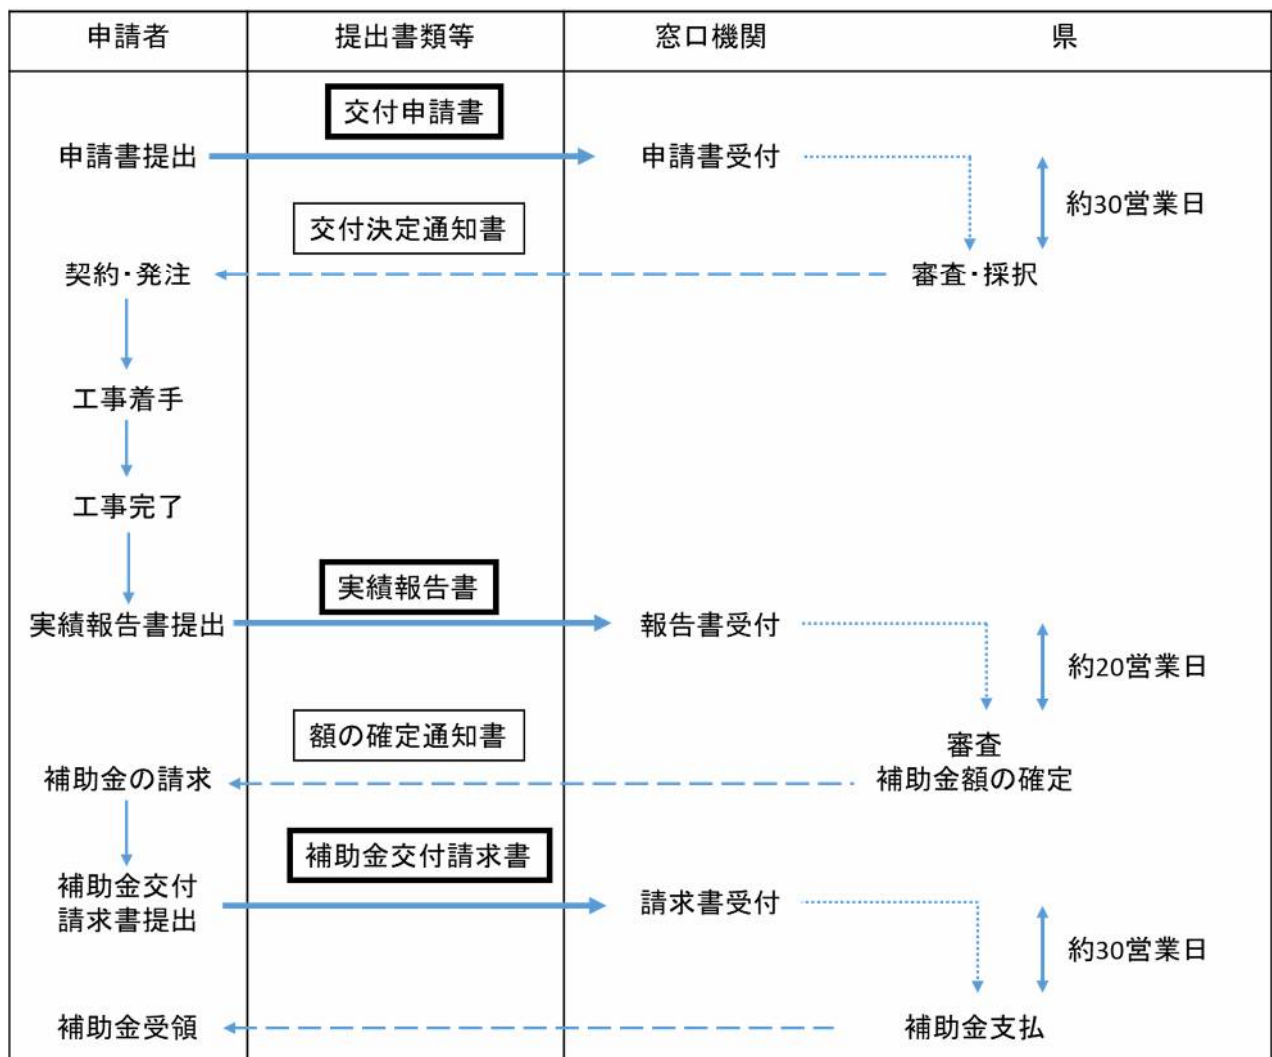 申請者
提出書類等
窓口機関
県
交付申請書
申請書提出
申請書受付
約30営業日
交付決定通知書
契約・発注
審査・採択
工事着手
工事完了
実績報告書
実績報告書提出
報告書受付
約20営業日
額の確定通知書
審査
補助金額の確定
補助金の請求
補助金交付請求書
補助金交付
請求書提出
請求書受付
約30営業日
補助金受領
補助金支払